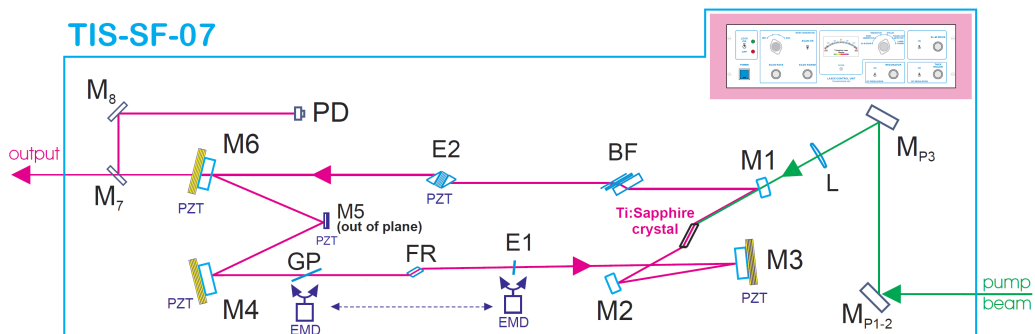 TIS-SF-07
M8
PD
M6
output
M7
PZT
E2
PZT
BF
M1
L
MP3
M5
(out of plane)
PZT
Ti:Sapphire
crystal
GP
FR
E1
M3
PZT
M4
PZT
M2
EMD
EMD
MP1-2
pump
beam